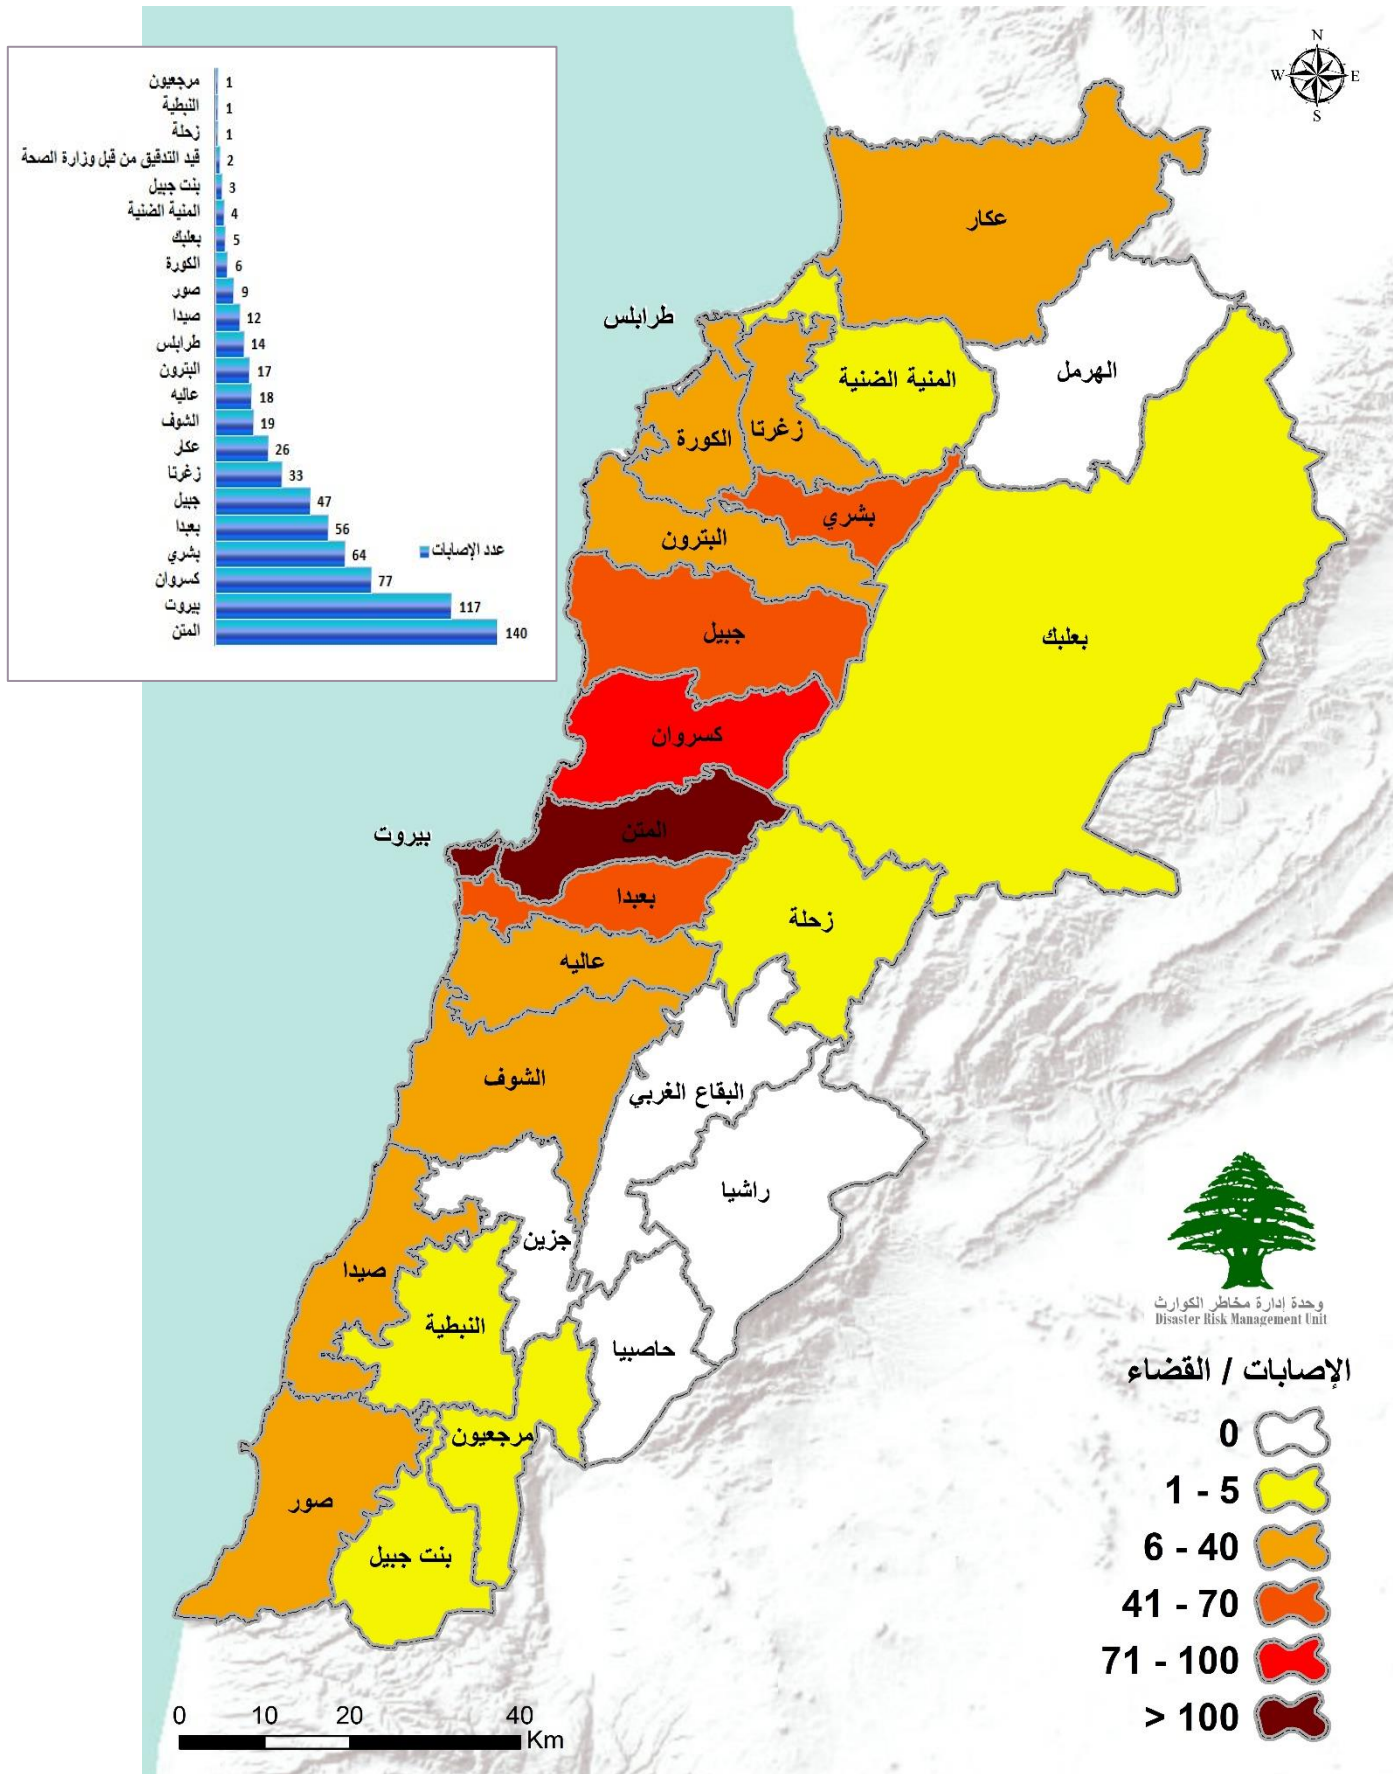 N
W E
S
مرجعيون 1
النبطية 1
زحلة 1
قيد التدقيق من قبل وزارة الصحة 2
بنت جبيل 3
المنية الضنية 4
بعلبك 5
الكورة 6
صور 9
صيدا 12
طرابلس 14
البترون 17
عاليه 18
الشوف 19
عكار 26
زغرتا 33
جبيل 47
بعبدا 56
بشري 64
كسروان 77
بيروت 117
المتن 140
عدد الإصابات
عكار
طرابلس
المنية الضنية
الهرمل
زغرتا
الكورة
بشري
البترون
جبيل
بعلبك
كسروان
المتن
بيروت
بعبدا
زحلة
عاليه
الشوف
البقاع الغربي
راشيا
جزين
صيدا
النبطية
حاصبيا
مرجعيون
صور
بنت جبيل
وحدة إدارة مخاطر الكوارث
Disaster Risk Management Unit
الإصابات / القضاء
0
1 - 5
6 - 40
41 - 70
71 - 100
> 100
0 10 20 40
Km